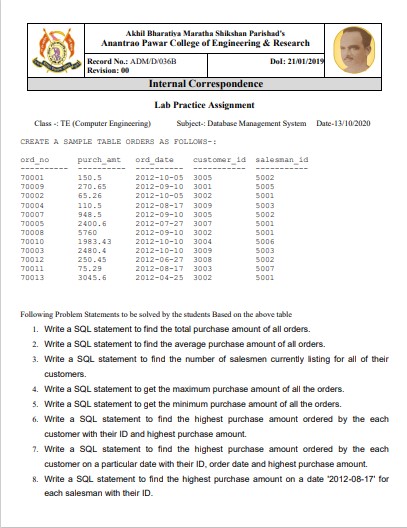 Akhil Bharatiya Maratha Shikshan Parishad's
Anantrao Pawar College of Engineering & Research
Record No.: ADM/D/036B
DoI: 21/01/2019
Revision: 00
Internal Correspondence
Lab Practice Assignment
Class -: TE (Computer Engineering) Subject-: Database Management System Date-13/10/2020
CREATE A SAMPLE TABLE ORDERS AS FOLLOWS-:
ord_no purch_amt ord_date customer_id salesman_id
---------- ---------- ---------- ----------- -----------
70001 150.5 2012-10-05 3005 5002
70009 270.65 2012-09-10 3001 5005
70002 65.26 2012-10-05 3002 5001
70004 110.5 2012-08-17 3009 5003
70007 948.5 2012-09-10 3005 5002
70005 2400.6 2012-07-27 3007 5001
70008 5760 2012-09-10 3002 5001
70010 1983.43 2012-10-10 3004 5006
70003 2480.4 2012-10-10 3009 5003
70012 250.45 2012-06-27 3008 5002
70011 75.29 2012-08-17 3003 5007
70013 3045.6 2012-04-25 3002 5001
Following Problem Statements to be solved by the students Based on the above table
1. Write a SQL statement to find the total purchase amount of all orders.
2. Write a SQL statement to find the average purchase amount of all orders.
3. Write a SQL statement to find the number of salesmen currently listing for all of their
customers.
4. Write a SQL statement to get the maximum purchase amount of all the orders.
5. Write a SQL statement to get the minimum purchase amount of all the orders.
6. Write a SQL statement to find the highest purchase amount ordered by the each
customer with their ID and highest purchase amount.
7. Write a SQL statement to find the highest purchase amount ordered by the each
customer on a particular date with their ID, order date and highest purchase amount.
8. Write a SQL statement to find the highest purchase amount on a date '2012-08-17' for
each salesman with their ID.